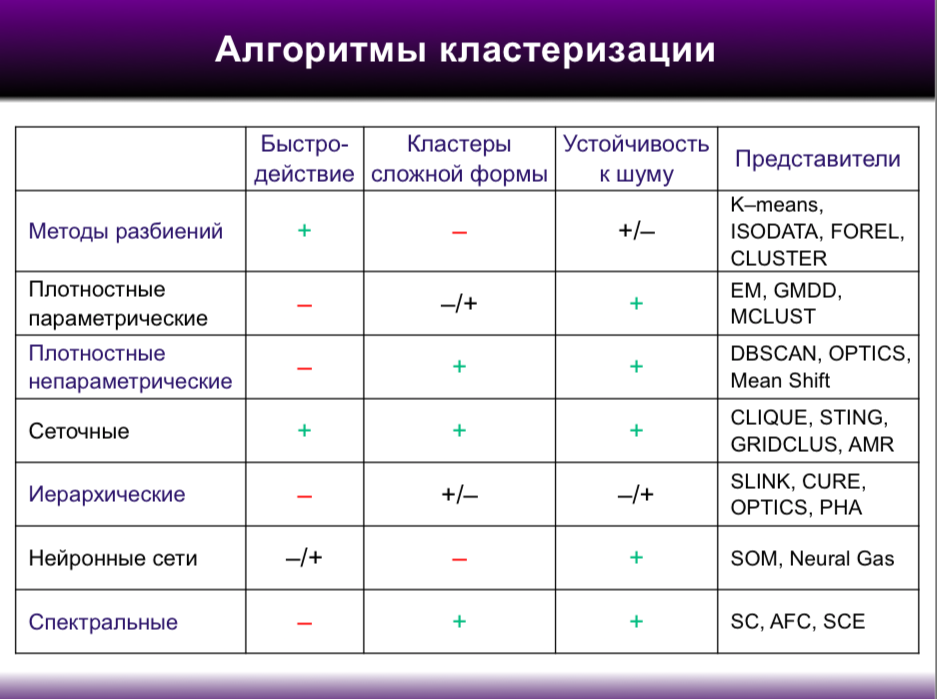 Алгоритмы кластеризации
Быстро-
действие
Кластеры
сложной формы
Устойчивость
к шуму
Представители
Методы разбиений
+
–
+/–
K–means,
ISODATA, FOREL,
CLUSTER
Плотностные
параметрические
–
–/+
+
EM, GMDD,
MCLUST
Плотностные
непараметрические
–
+
+
DBSCAN, OPTICS,
Mean Shift
Сеточные
+
+
+
CLIQUE, STING,
GRIDCLUS, AMR
Иерархические
–
+/–
–/+
SLINK, CURE,
OPTICS, PHA
Нейронные сети
–/+
–
+
SOM, Neural Gas
Спектральные
–
+
+
SC, AFC, SCE